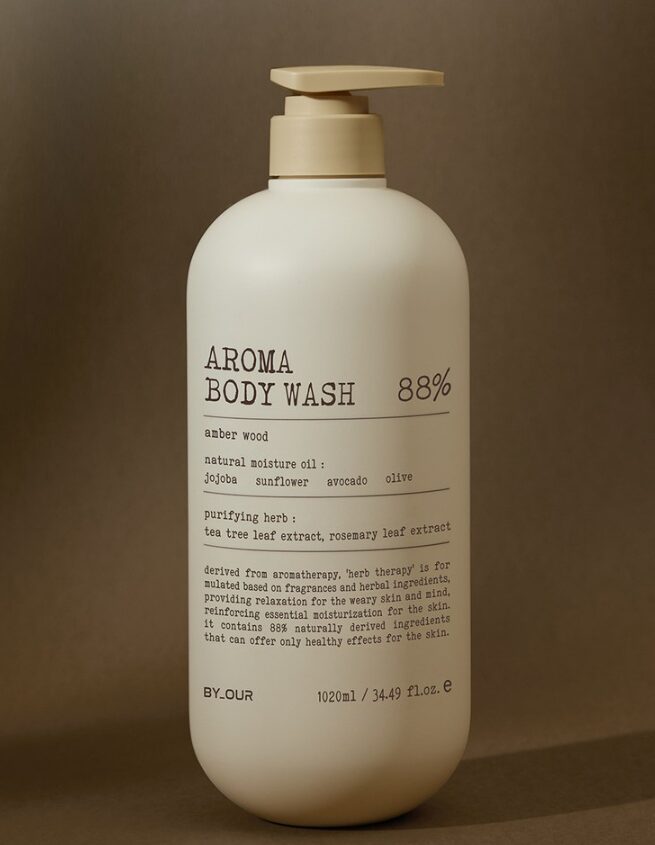 AROMA
BODY WASH 88%
amber wood
natural moisture oil :
jojoba sunflower avocado olive
purifying herb :
tea tree leaf extract, rosemary leaf extract
derived from aromatherapy, 'herb therapy' is for
mulated based on fragrances and herbal ingredients,
providing relaxation for the weary skin and mind,
reinforcing essential moisturization for the skin.
it contains 88% naturally derived ingredients
that can offer only healthy effects for the skin.
BY_OUR 1020ml / 34.49 fl.oz. e